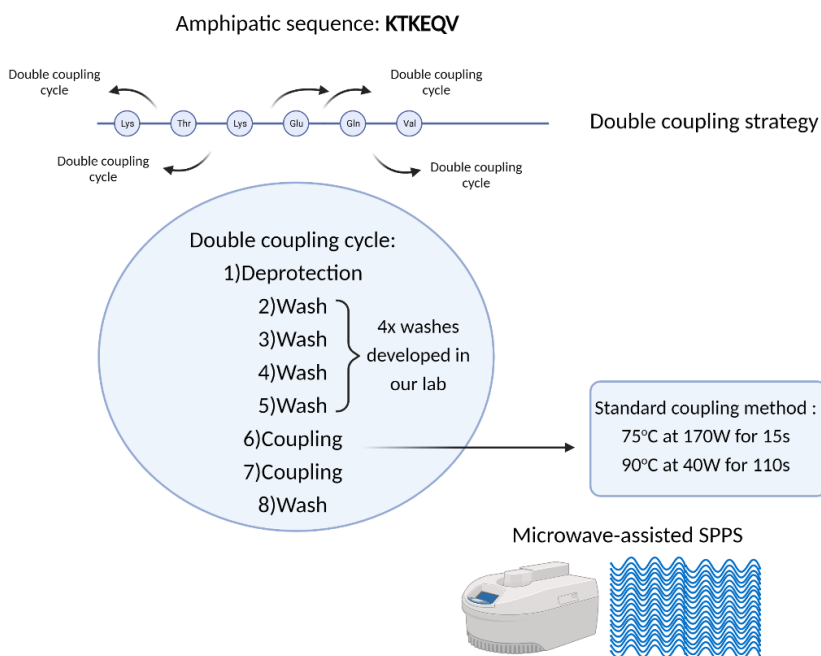 Amphipatic sequence: KTKEQV
Double coupling
cycle
Double coupling
cycle
Lys
Thr
Lys
Glu
Gln
Val
Double coupling strategy
Double coupling
cycle
Double coupling
cycle
Double coupling cycle:
1)Deprotection
2)Wash
3)Wash
4)Wash
5)Wash
4x washes
developed in
our lab
6)Coupling
7)Coupling
8)Wash
Standard coupling method :
75°C at 170W for 15s
90°C at 40W for 110s
Microwave-assisted SPPS